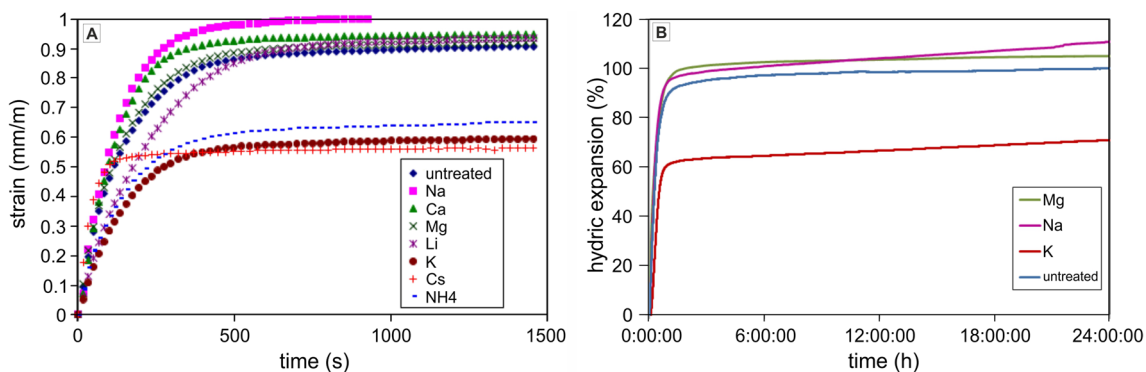 A
strain (mm/m)
1
0.9
0.8
0.7
0.6
0.5
0.4
0.3
0.2
0.1
0
untreated
Na
Ca
Mg
Li
K
Cs
NH4
0
500
1000
1500
time (s)
B
hydric expansion (%)
120
100
80
60
40
20
0
Mg
Na
K
untreated
0:00:00
6:00:00
12:00:00
18:00:00
24:00:00
time (h)